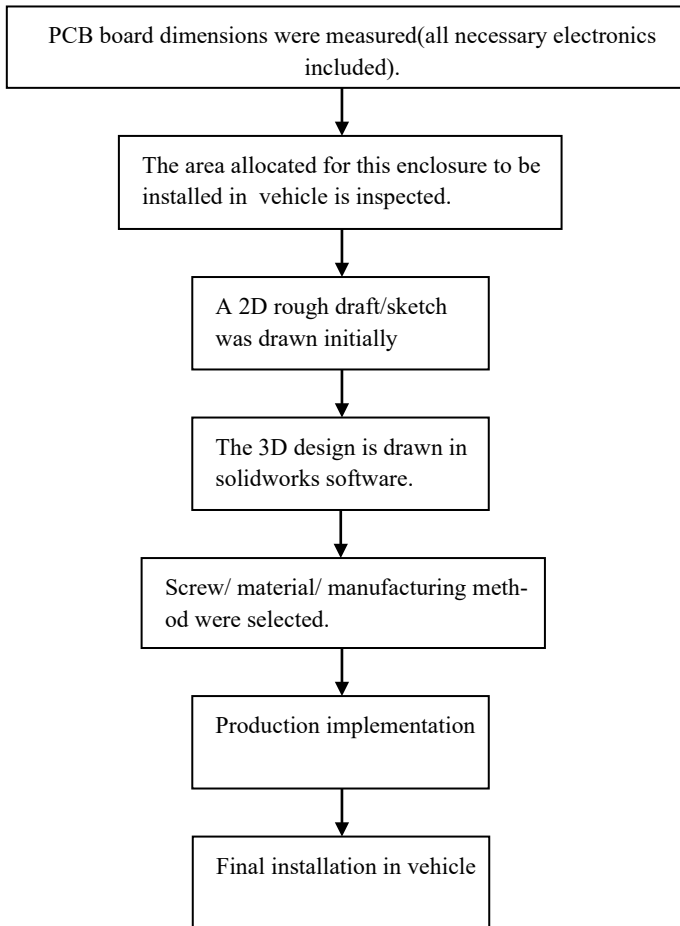 PCB board dimensions were measured(all necessary electronics
included).
The area allocated for this enclosure to be
installed in  vehicle is inspected.
A 2D rough draft/sketch
was drawn initially
The 3D design is drawn in
solidworks software.
Screw/ material/ manufacturing meth-
od were selected.
Production implementation
Final installation in vehicle